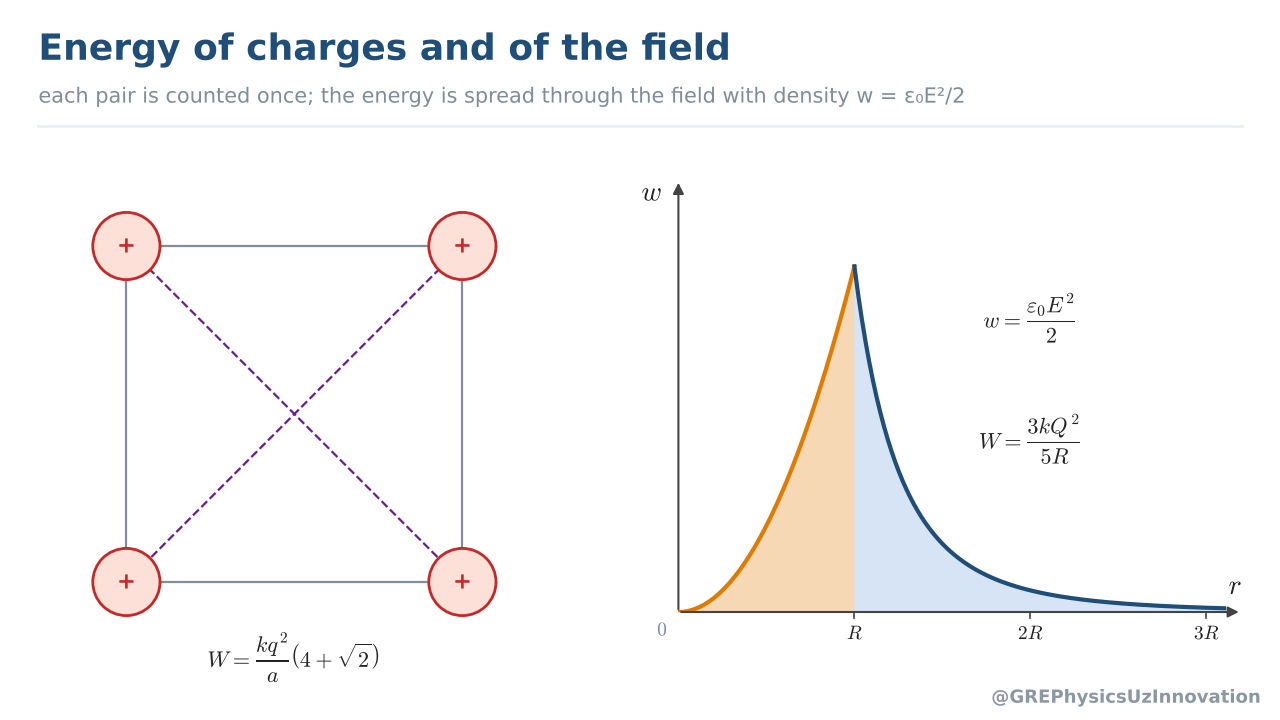 Energy of charges and of the field
each pair is counted once; the energy is spread through the field with density w = ε₀E²/2
+ +
+ +
W = kq²/a (4 + √2)
w
w = ε₀E²/2
W = 3kQ²/5R
r
0 R 2R 3R
@GREPhysicsUzInnovation